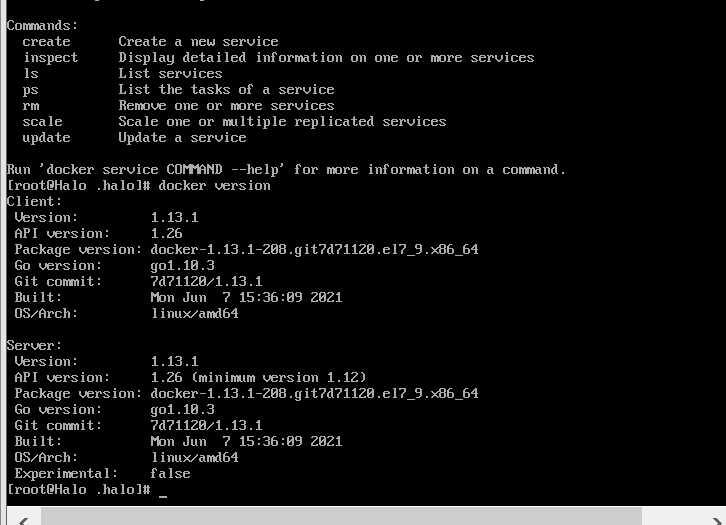 Commands:
  create      Create a new service
  inspect     Display detailed information on one or more services
  ls          List services
  ps          List the tasks of a service
  rm          Remove one or more services
  scale       Scale one or multiple replicated services
  update      Update a service

Run 'docker service COMMAND --help' for more information on a command.
[root@Halo .halo]# docker version
Client:
 Version:         1.13.1
 API version:     1.26
 Package version: docker-1.13.1-208.git7d71120.el7_9.x86_64
 Go version:      go1.10.3
 Git commit:      7d71120/1.13.1
 Built:           Mon Jun  7 15:36:09 2021
 OS/Arch:         linux/amd64

Server:
 Version:         1.13.1
 API version:     1.26 (minimum version 1.12)
 Package version: docker-1.13.1-208.git7d71120.el7_9.x86_64
 Go version:      go1.10.3
 Git commit:      7d71120/1.13.1
 Built:           Mon Jun  7 15:36:09 2021
 OS/Arch:         linux/amd64
 Experimental:    false
[root@Halo .halo]# _